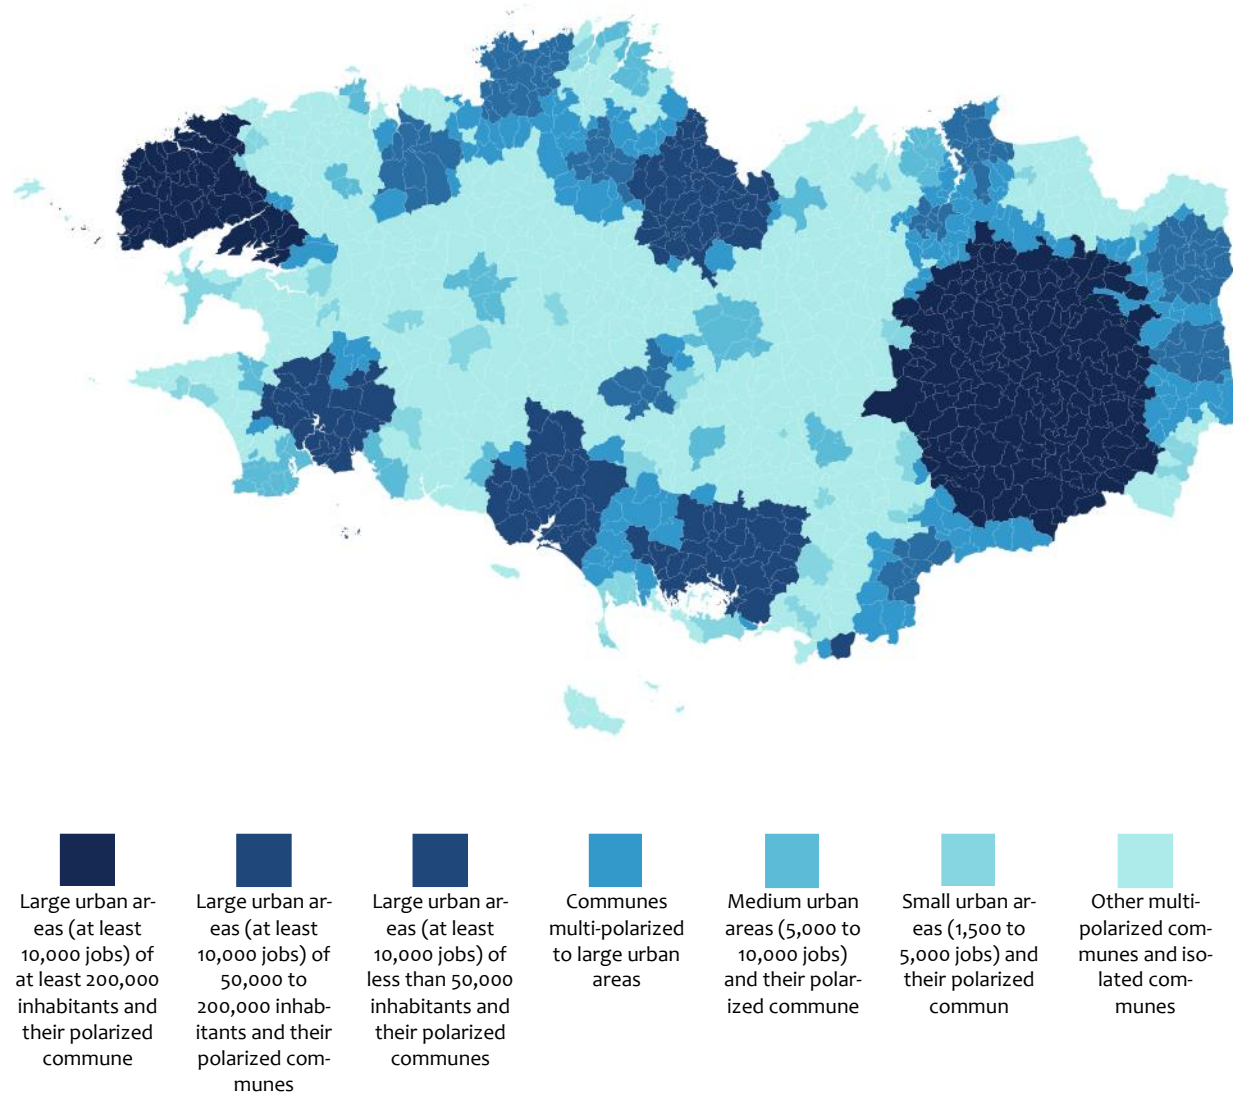 Large urban ar-
eas (at least
10,000 jobs) of
at least 200,000
inhabitants and
their polarized
commune
Large urban ar-
eas (at least
10,000 jobs) of
50,000 to
200,000 inhab-
itants and their
polarized com-
munes
Large urban ar-
eas (at least
10,000 jobs) of
less than 50,000
inhabitants and
their polarized
communes
Communes
multi-polarized
to large urban
areas
Medium urban
areas (5,000 to
10,000 jobs)
and their polar-
ized commune
Small urban ar-
eas (1,500 to
5,000 jobs) and
their polarized
commun
Other multi-
polarized com-
munes and iso-
lated com-
munes